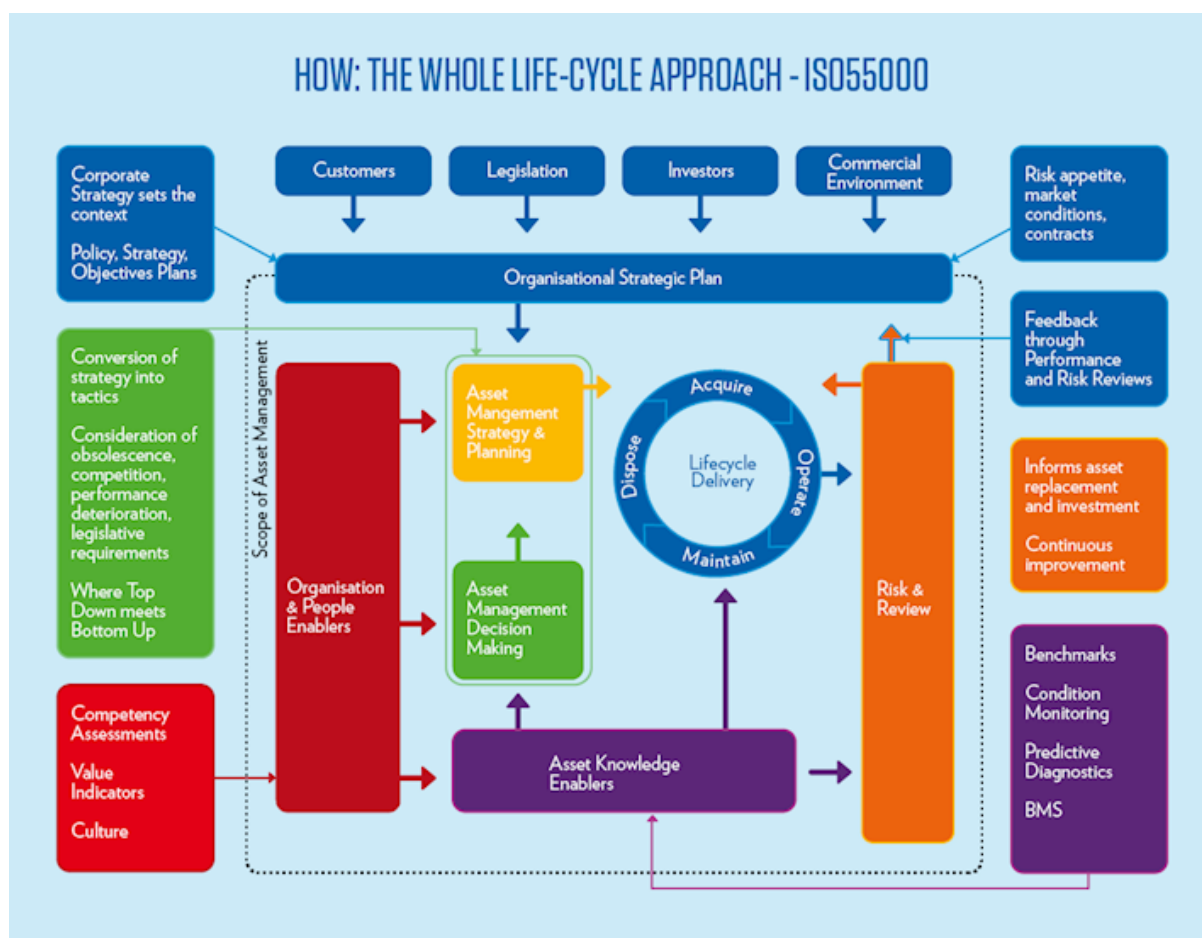 HOW: THE WHOLE LIFE-CYCLE APPROACH - ISO55000
Corporate
Strategy sets the
context
Policy, Strategy,
Objectives Plans
Customers
Legislation
Investors
Commercial
Environment
Risk appetite,
market
conditions,
contracts
Organisational Strategic Plan
Scope of Asset Management
Conversion of
strategy into
tactics
Consideration of
obsolescence,
competition,
performance
deterioration,
legislative
requirements
Where Top
Down meets
Bottom Up
Competency
Assessments
Value
Indicators
Culture
Organisation
& People
Enablers
Asset
Mangement
Strategy &
Planning
Asset
Management
Decision
Making
Acquire
Operate
Maintain
Dispose
Lifecycle
Delivery
Asset Knowledge
Enablers
Risk &
Review
Feedback
through
Performance
and Risk Reviews
Informs asset
replacement
and investment
Continuous
improvement
Benchmarks
Condition
Monitoring
Predictive
Diagnostics
BMS